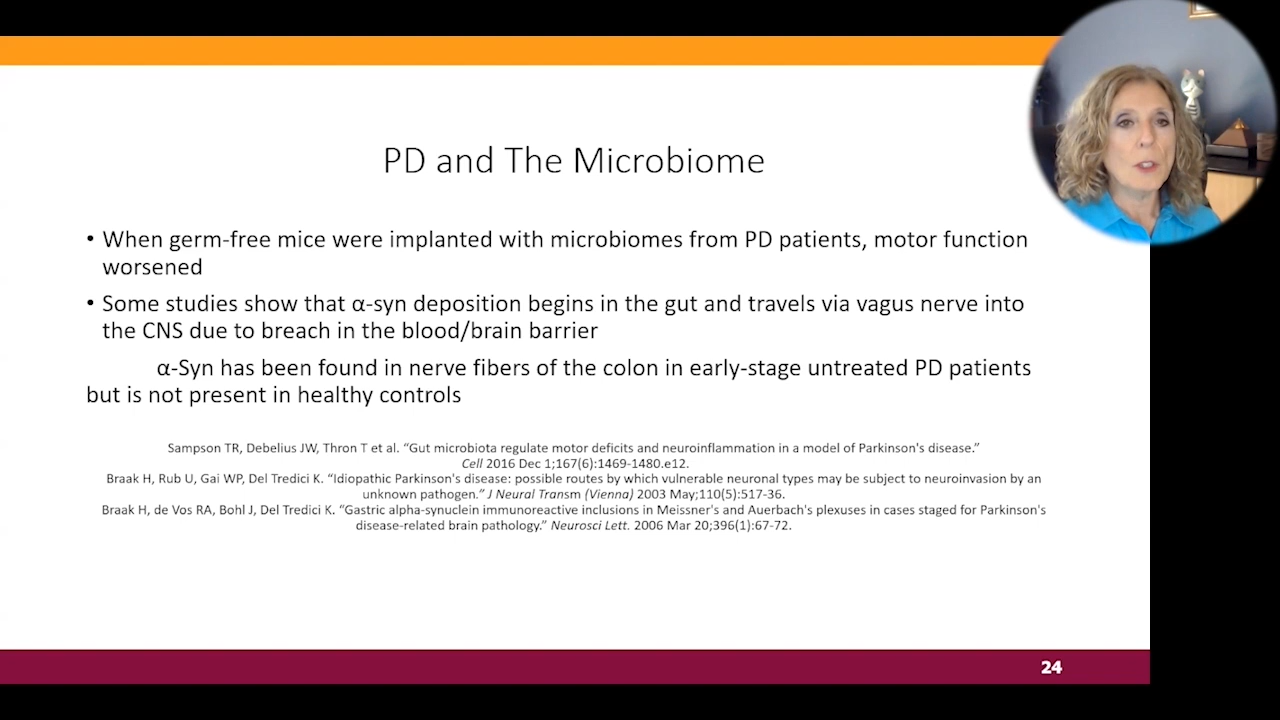 PD and The Microbiome
• When germ-free mice were implanted with microbiomes from PD patients, motor function
worsened
• Some studies show that α-syn deposition begins in the gut and travels via vagus nerve into
the CNS due to breach in the blood/brain barrier
α-Syn has been found in nerve fibers of the colon in early-stage untreated PD patients
but is not present in healthy controls
Sampson TR, Debelius JW, Thron T et al. “Gut microbiota regulate motor deficits and neuroinflammation in a model of Parkinson's disease.”
Cell 2016 Dec 1;167(6):1469-1480.e12.
Braak H, Rub U, Gai WP, Del Tredici K. “Idiopathic Parkinson's disease: possible routes by which vulnerable neuronal types may be subject to neuroinvasion by an
unknown pathogen.” J Neural Transm (Vienna) 2003 May;110(5):517-36.
Braak H, de Vos RA, Bohl J, Del Tredici K. “Gastric alpha-synuclein immunoreactive inclusions in Meissner's and Auerbach's plexuses in cases staged for Parkinson's
disease-related brain pathology.” Neurosci Lett. 2006 Mar 20;396(1):67-72.
24